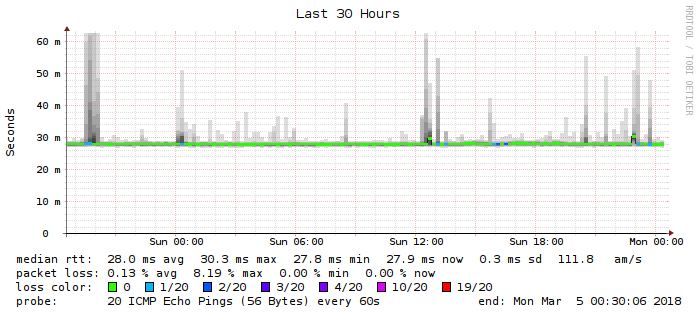 Last 30 Hours
RRDTOOL / TOBI OETIKER
Seconds
60 m
50 m
40 m
30 m
20 m
10 m
0
Sun 00:00 Sun 06:00 Sun 12:00 Sun 18:00 Mon 00:00
median rtt: 28.0 ms avg 30.3 ms max 27.8 ms min 27.9 ms now 0.3 ms sd 111.8 am/s
packet loss: 0.13 % avg 8.19 % max 0.00 % min 0.00 % now
loss color: 0 1/20 2/20 3/20 4/20 10/20 19/20
probe: 20 ICMP Echo Pings (56 Bytes) every 60s end: Mon Mar 5 00:30:06 2018